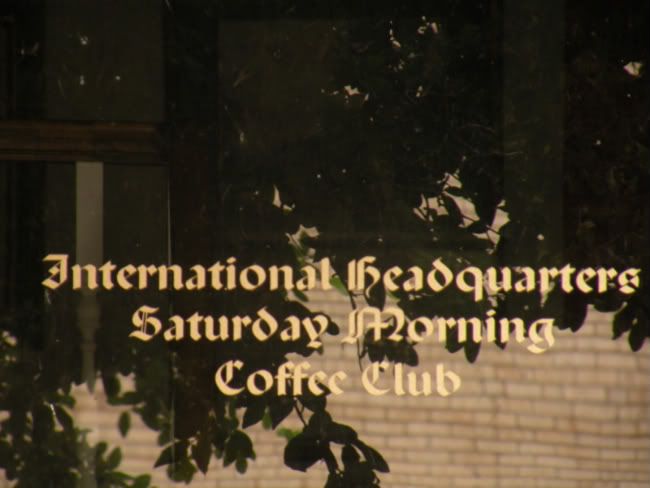 International Headquarters
Saturday Morning
Coffee Club